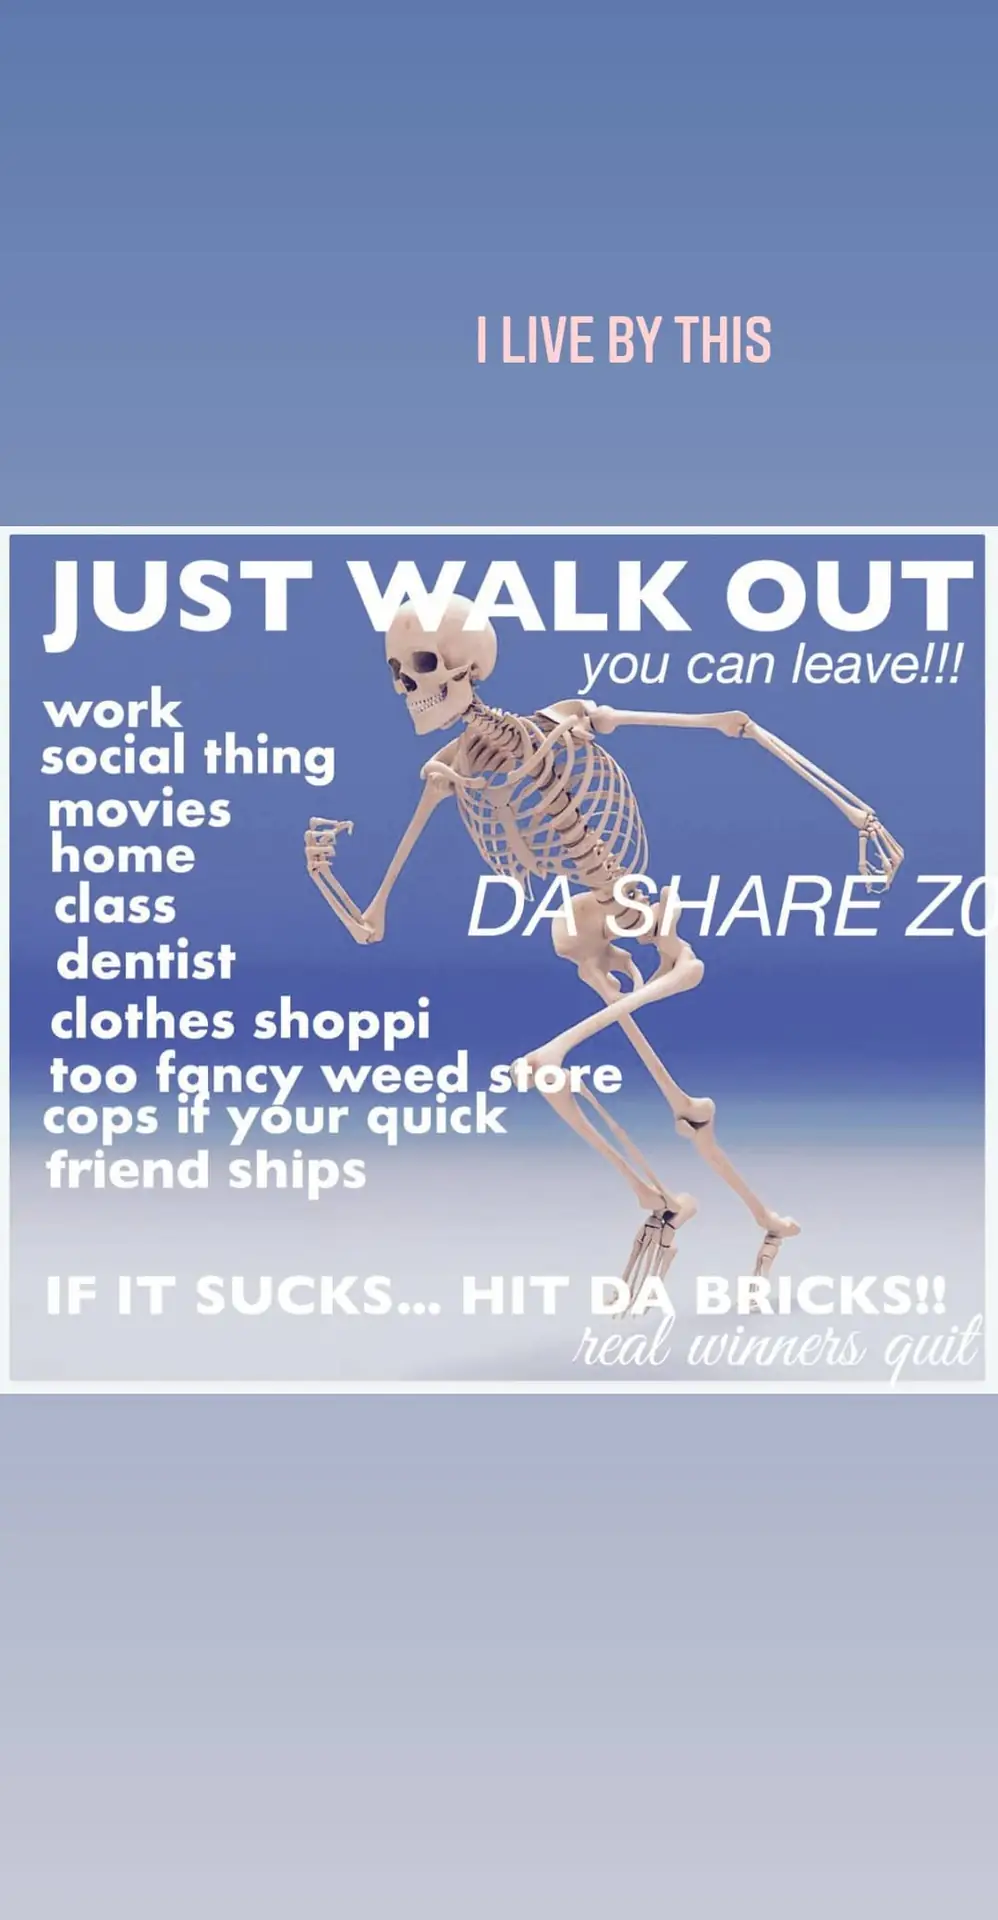 I LIVE BY THIS
JUST WALK OUT
you can leave!!!
work
social thing
movies
home
class
dentist
DA SHARE ZO
clothes shoppi
too fancy weed store
cops if your quick
friend ships
IF IT SUCKS... HIT DA BRICKS!!
real winners quit